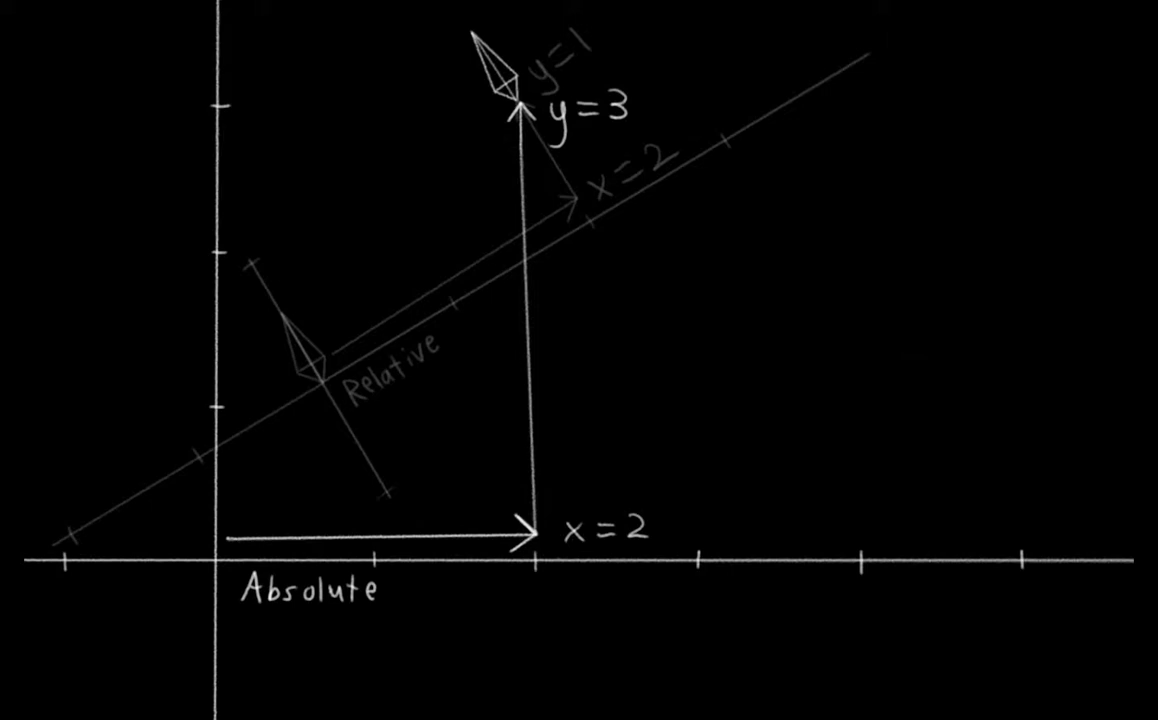 y=1
y=3
x=2
Relative
x=2
Absolute